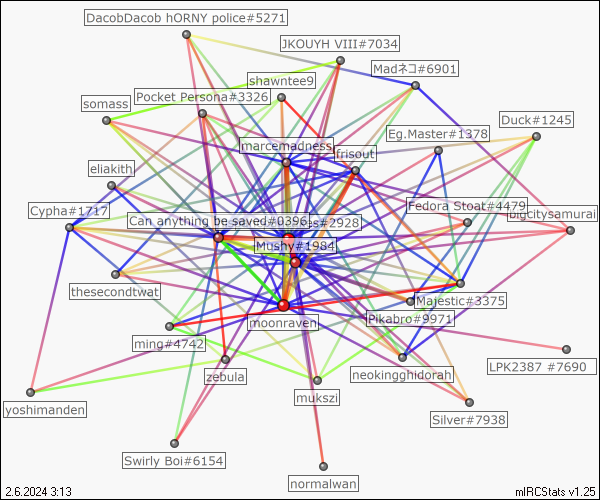 DacobDacob hORNY police#5271
JKOUYH VIII#7034
Madネコ#6901
shawntee9
Pocket Persona#3326
somass
Duck#1245
Eg.Master#1378
marcemadness
frisout
eliakith
Fedora Stoat#4479
Cypha#1717
bigcitysamurai
Can anything be saved#0396
es#2928
Mushy#1984
thesecondtwat
Majestic#3375
Pikabro#9971
moonraven
ming#4742
LPK2387 #7690
zebula
neokingghidorah
mukszi
yoshimanden
Silver#7938
Swirly Boi#6154
normalwan
2.6.2024 3:13
mIRCStats v1.25